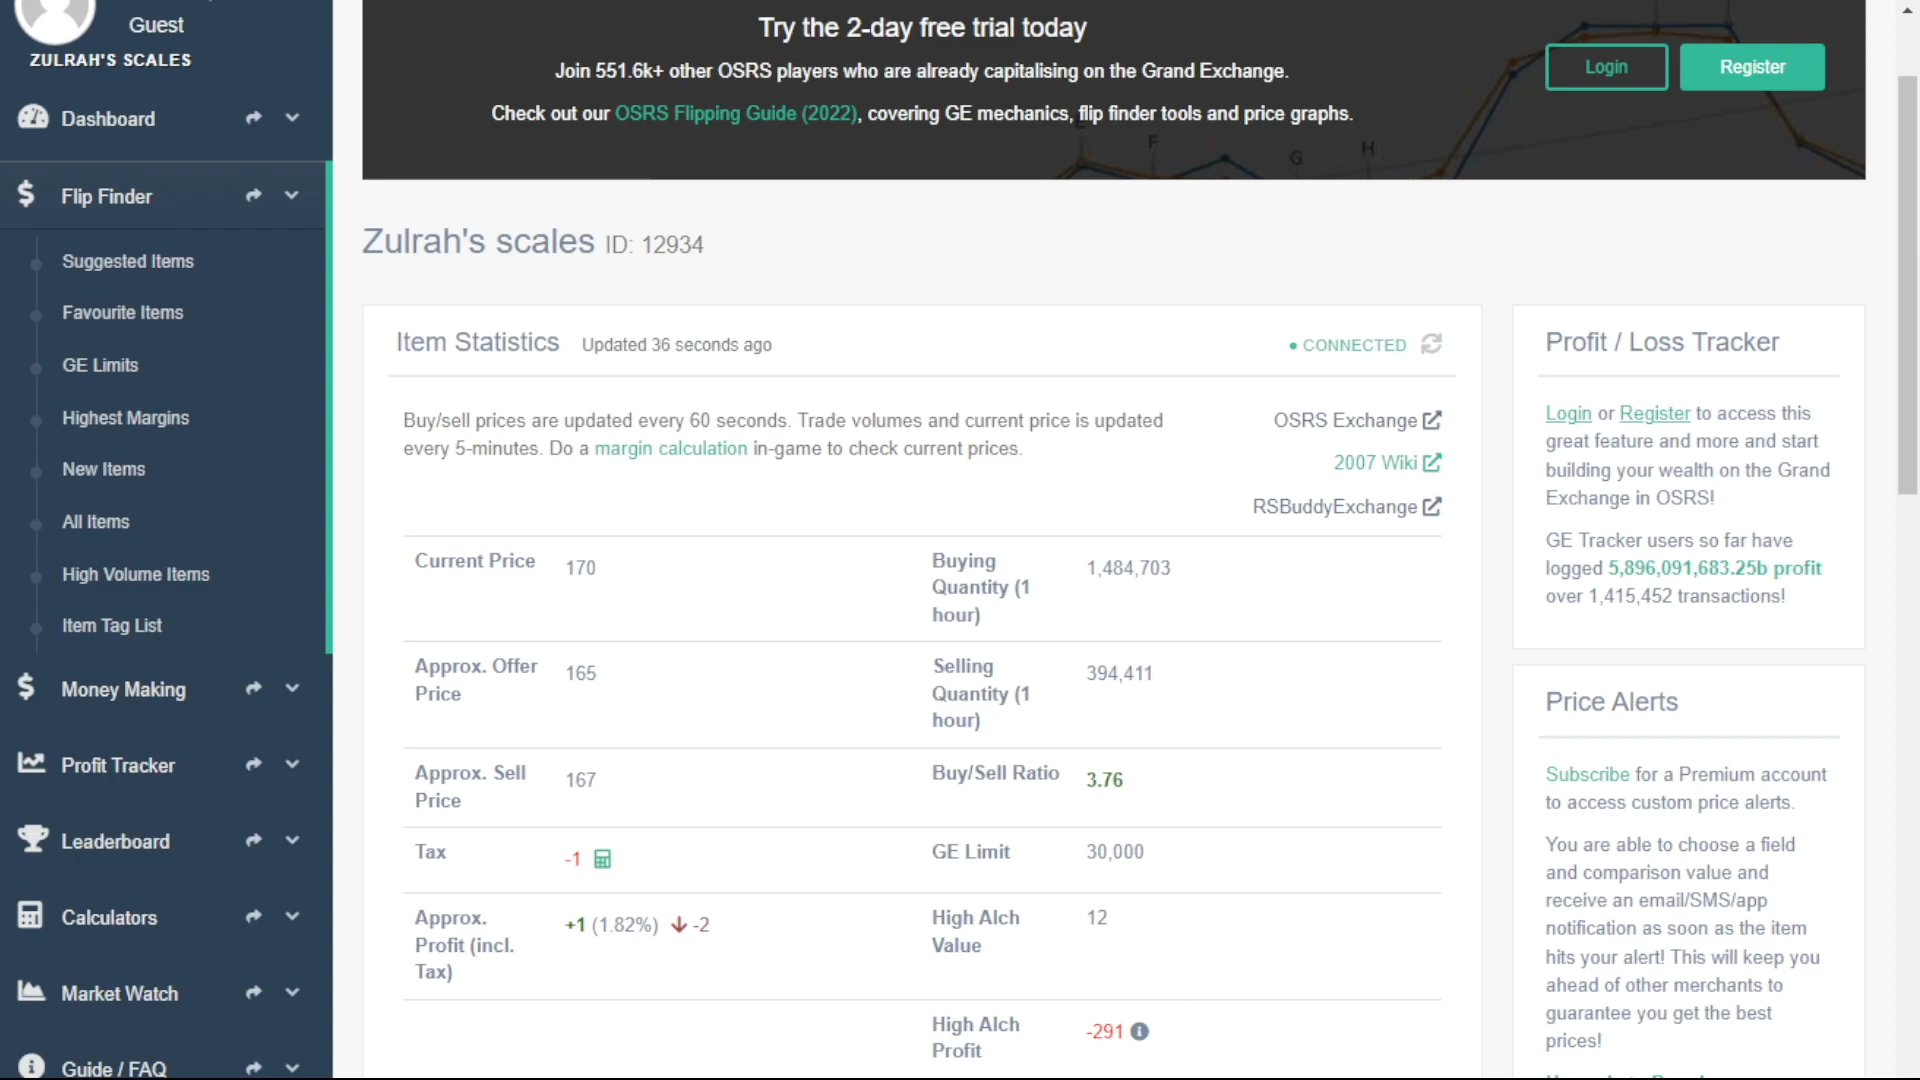 Guest
ZULRAH'S SCALES
Dashboard
Flip Finder
Suggested Items
Favourite Items
GE Limits
Highest Margins
New Items
All Items
High Volume Items
Item Tag List
Money Making
Profit Tracker
Leaderboard
Calculators
Market Watch
Guide / FAQ
Try the 2-day free trial today
Join 551.6k+ other OSRS players who are already capitalising on the Grand Exchange.
Check out our OSRS Flipping Guide (2022), covering GE mechanics, flip finder tools and price graphs.
Login
Register
E
F
G
H
Zulrah's scales ID: 12934
Item Statistics Updated 36 seconds ago
CONNECTED
Buy/sell prices are updated every 60 seconds. Trade volumes and current price is updated
every 5-minutes. Do a margin calculation in-game to check current prices.
OSRS Exchange
2007 Wiki
RSBuddyExchange
Current Price 170
Buying
Quantity (1
hour)
1,484,703
Approx. Offer
Price
165
Selling
Quantity (1
hour)
394,411
Approx. Sell
Price
167
Buy/Sell Ratio 3.76
Tax -1
GE Limit 30,000
Approx.
Profit (incl.
Tax)
+1 (1.82%) -2
High Alch
Value
12
High Alch
Profit
-291
Profit / Loss Tracker
Login or Register to access this
great feature and more and start
building your wealth on the Grand
Exchange in OSRS!
GE Tracker users so far have
logged 5,896,091,683.25b profit
over 1,415,452 transactions!
Price Alerts
Subscribe for a Premium account
to access custom price alerts.
You are able to choose a field
and comparison value and
receive an email/SMS/app
notification as soon as the item
hits your alert! This will keep you
ahead of other merchants to
guarantee you get the best
prices!